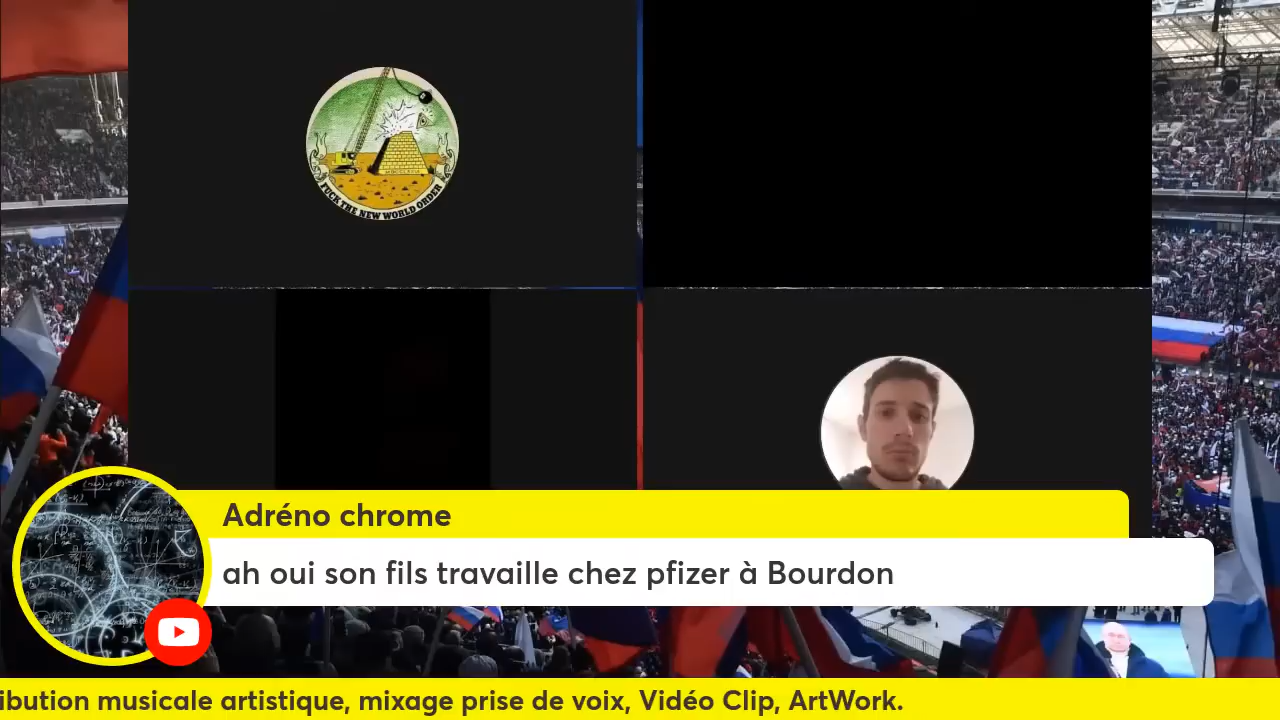 FUCK THE NEW WORLD ORDER
Adréno chrome
ah oui son fils travaille chez pfizer à Bourdon
ibution musicale artistique, mixage prise de voix, Vidéo Clip, ArtWork.